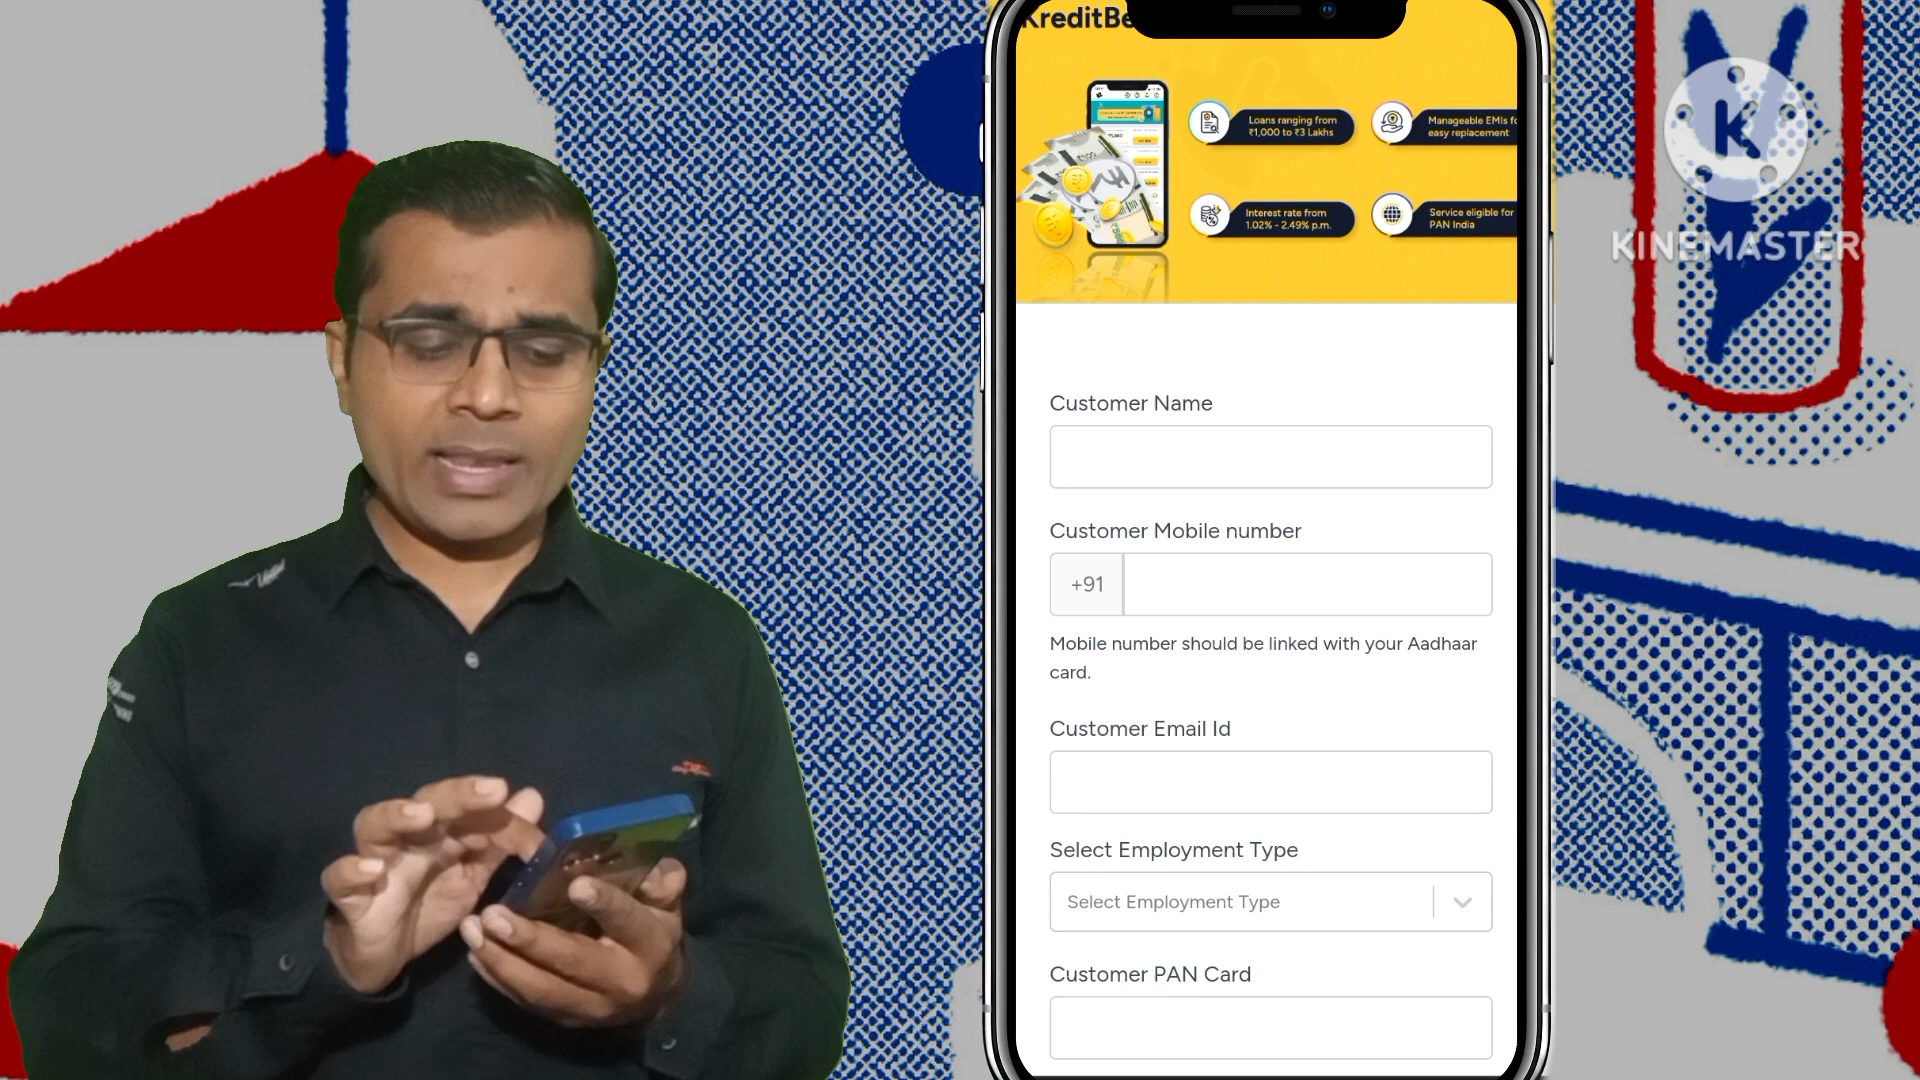 KreditBe
Loans ranging from
₹1,000 to ₹3 Lakhs
Manageable EMIs fo
easy replacement
Interest rate from
1.02% - 2.49% p.m.
Service eligible for
PAN India
K
KINEMASTER
Customer Name
Customer Mobile number
+91
Mobile number should be linked with your Aadhaar
card.
Customer Email Id
Select Employment Type
Select Employment Type
Customer PAN Card